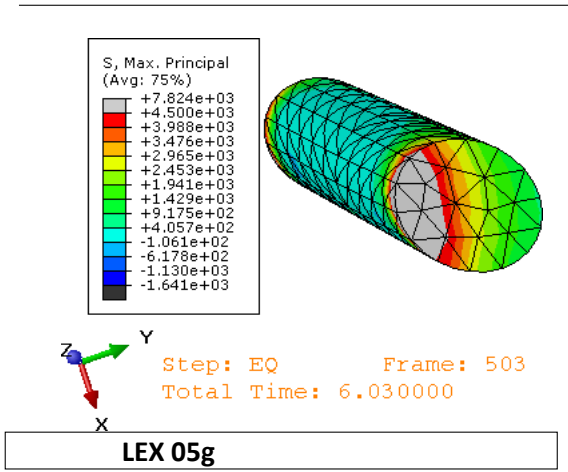 S, Max. Principal
(Avg: 75%)
+7.824e+03
+4.500e+03
+3.988e+03
+3.476e+03
+2.965e+03
+2.453e+03
+1.941e+03
+1.429e+03
+9.175e+02
+4.057e+02
-1.061e+02
-6.178e+02
-1.130e+03
-1.641e+03
Z Y
X
Step: EQ Frame: 503
Total Time: 6.030000
LEX 05g